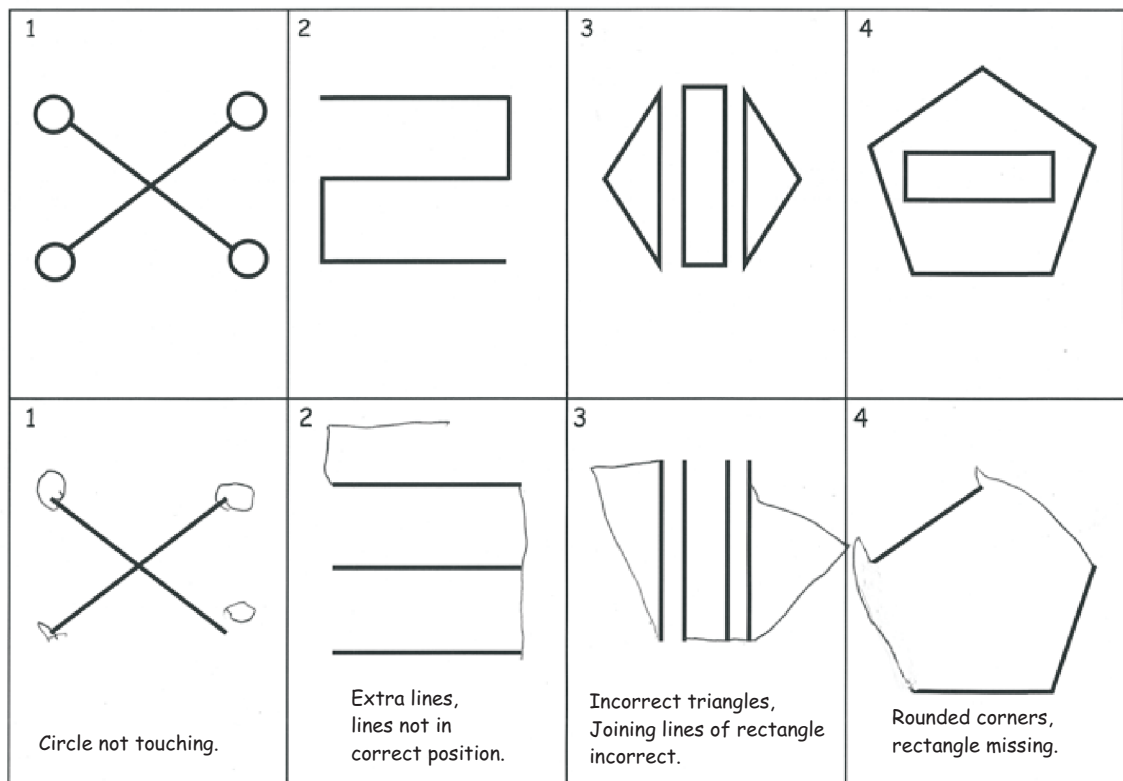 1
2
3
4
1
2
3
4
Circle not touching.
Extra lines,
lines not in
correct position.
Incorrect triangles,
Joining lines of rectangle
incorrect.
Rounded corners,
rectangle missing.